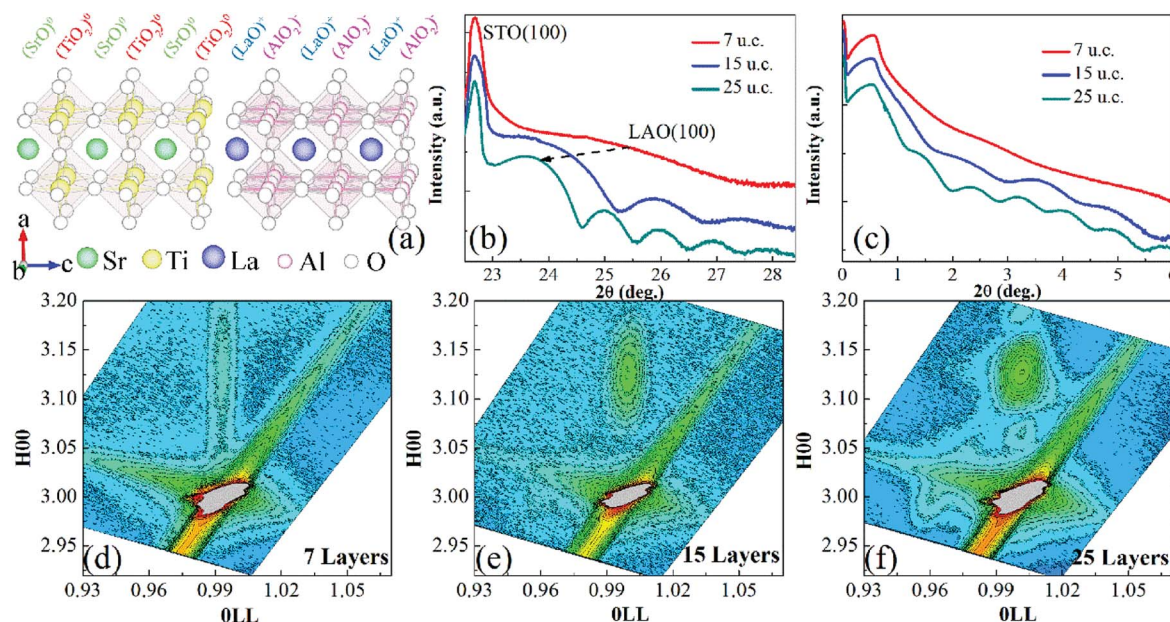 (SrO)⁰ (TiO₂)⁰ (SrO)⁰ (TiO₂)⁰ (SrO)⁰ (TiO₂)⁰ (LaO)⁺ (AlO₂)⁻ (LaO)⁺ (AlO₂)⁻ (LaO)⁺ (AlO₂)⁻
a
b
c
(a)
Sr Ti La Al O
STO(100)
7 u.c.
15 u.c.
25 u.c.
LAO(100)
Intensity (a.u.)
(b)
23 24 25 26 27 28
2θ (deg.)
7 u.c.
15 u.c.
25 u.c.
Intensity (a.u.)
(c)
0 1 2 3 4 5 6
2θ (deg.)
H00
3.20
3.15
3.10
3.05
3.00
2.95
(d)
7 Layers
0.93 0.96 0.99 1.02 1.05
0LL
H00
3.20
3.15
3.10
3.05
3.00
2.95
(e)
15 Layers
0.93 0.96 0.99 1.02 1.05
0LL
H00
3.20
3.15
3.10
3.05
3.00
2.95
(f)
25 Layers
0.93 0.96 0.99 1.02 1.05
0LL